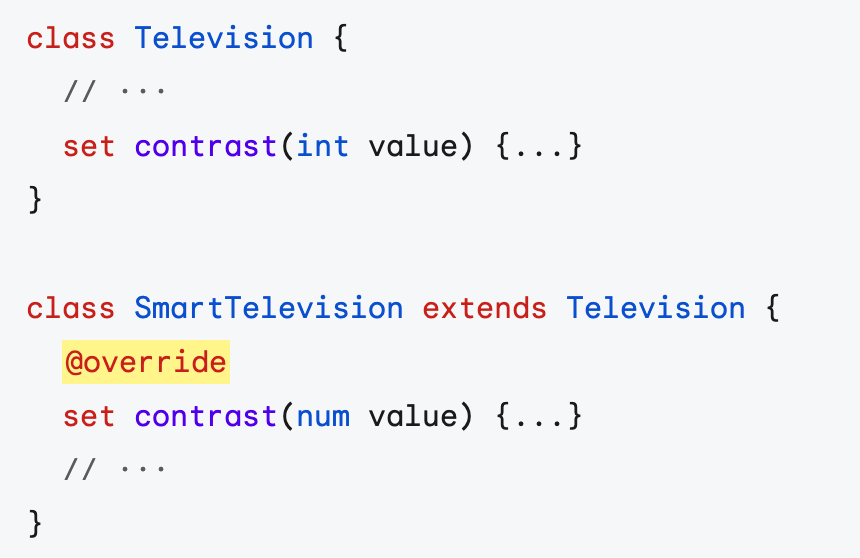 class Television {
  // ···
  set contrast(int value) {...}
}

class SmartTelevision extends Television {
  @override
  set contrast(num value) {...}
  // ···
}